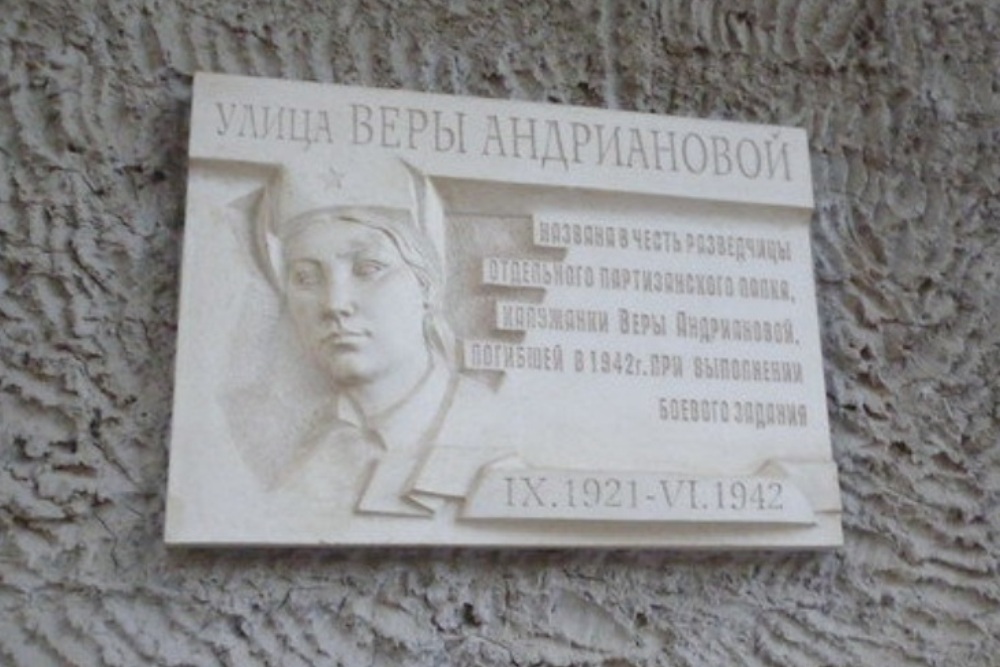 УЛИЦА ВЕРЫ АНДРИАНОВОЙ
НАЗВАНА В ЧЕСТЬ РАЗВЕДЧИЦЫ
ОТДЕЛЬНОГО ПАРТИЗАНСКОГО ПОЛКА,
КАЛУЖАНКИ ВЕРЫ АНДРИАНОВОЙ,
ПОГИБШЕЙ В 1942г. ПРИ ВЫПОЛНЕНИИ
БОЕВОГО ЗАДАНИЯ
IX.1921-VI.1942